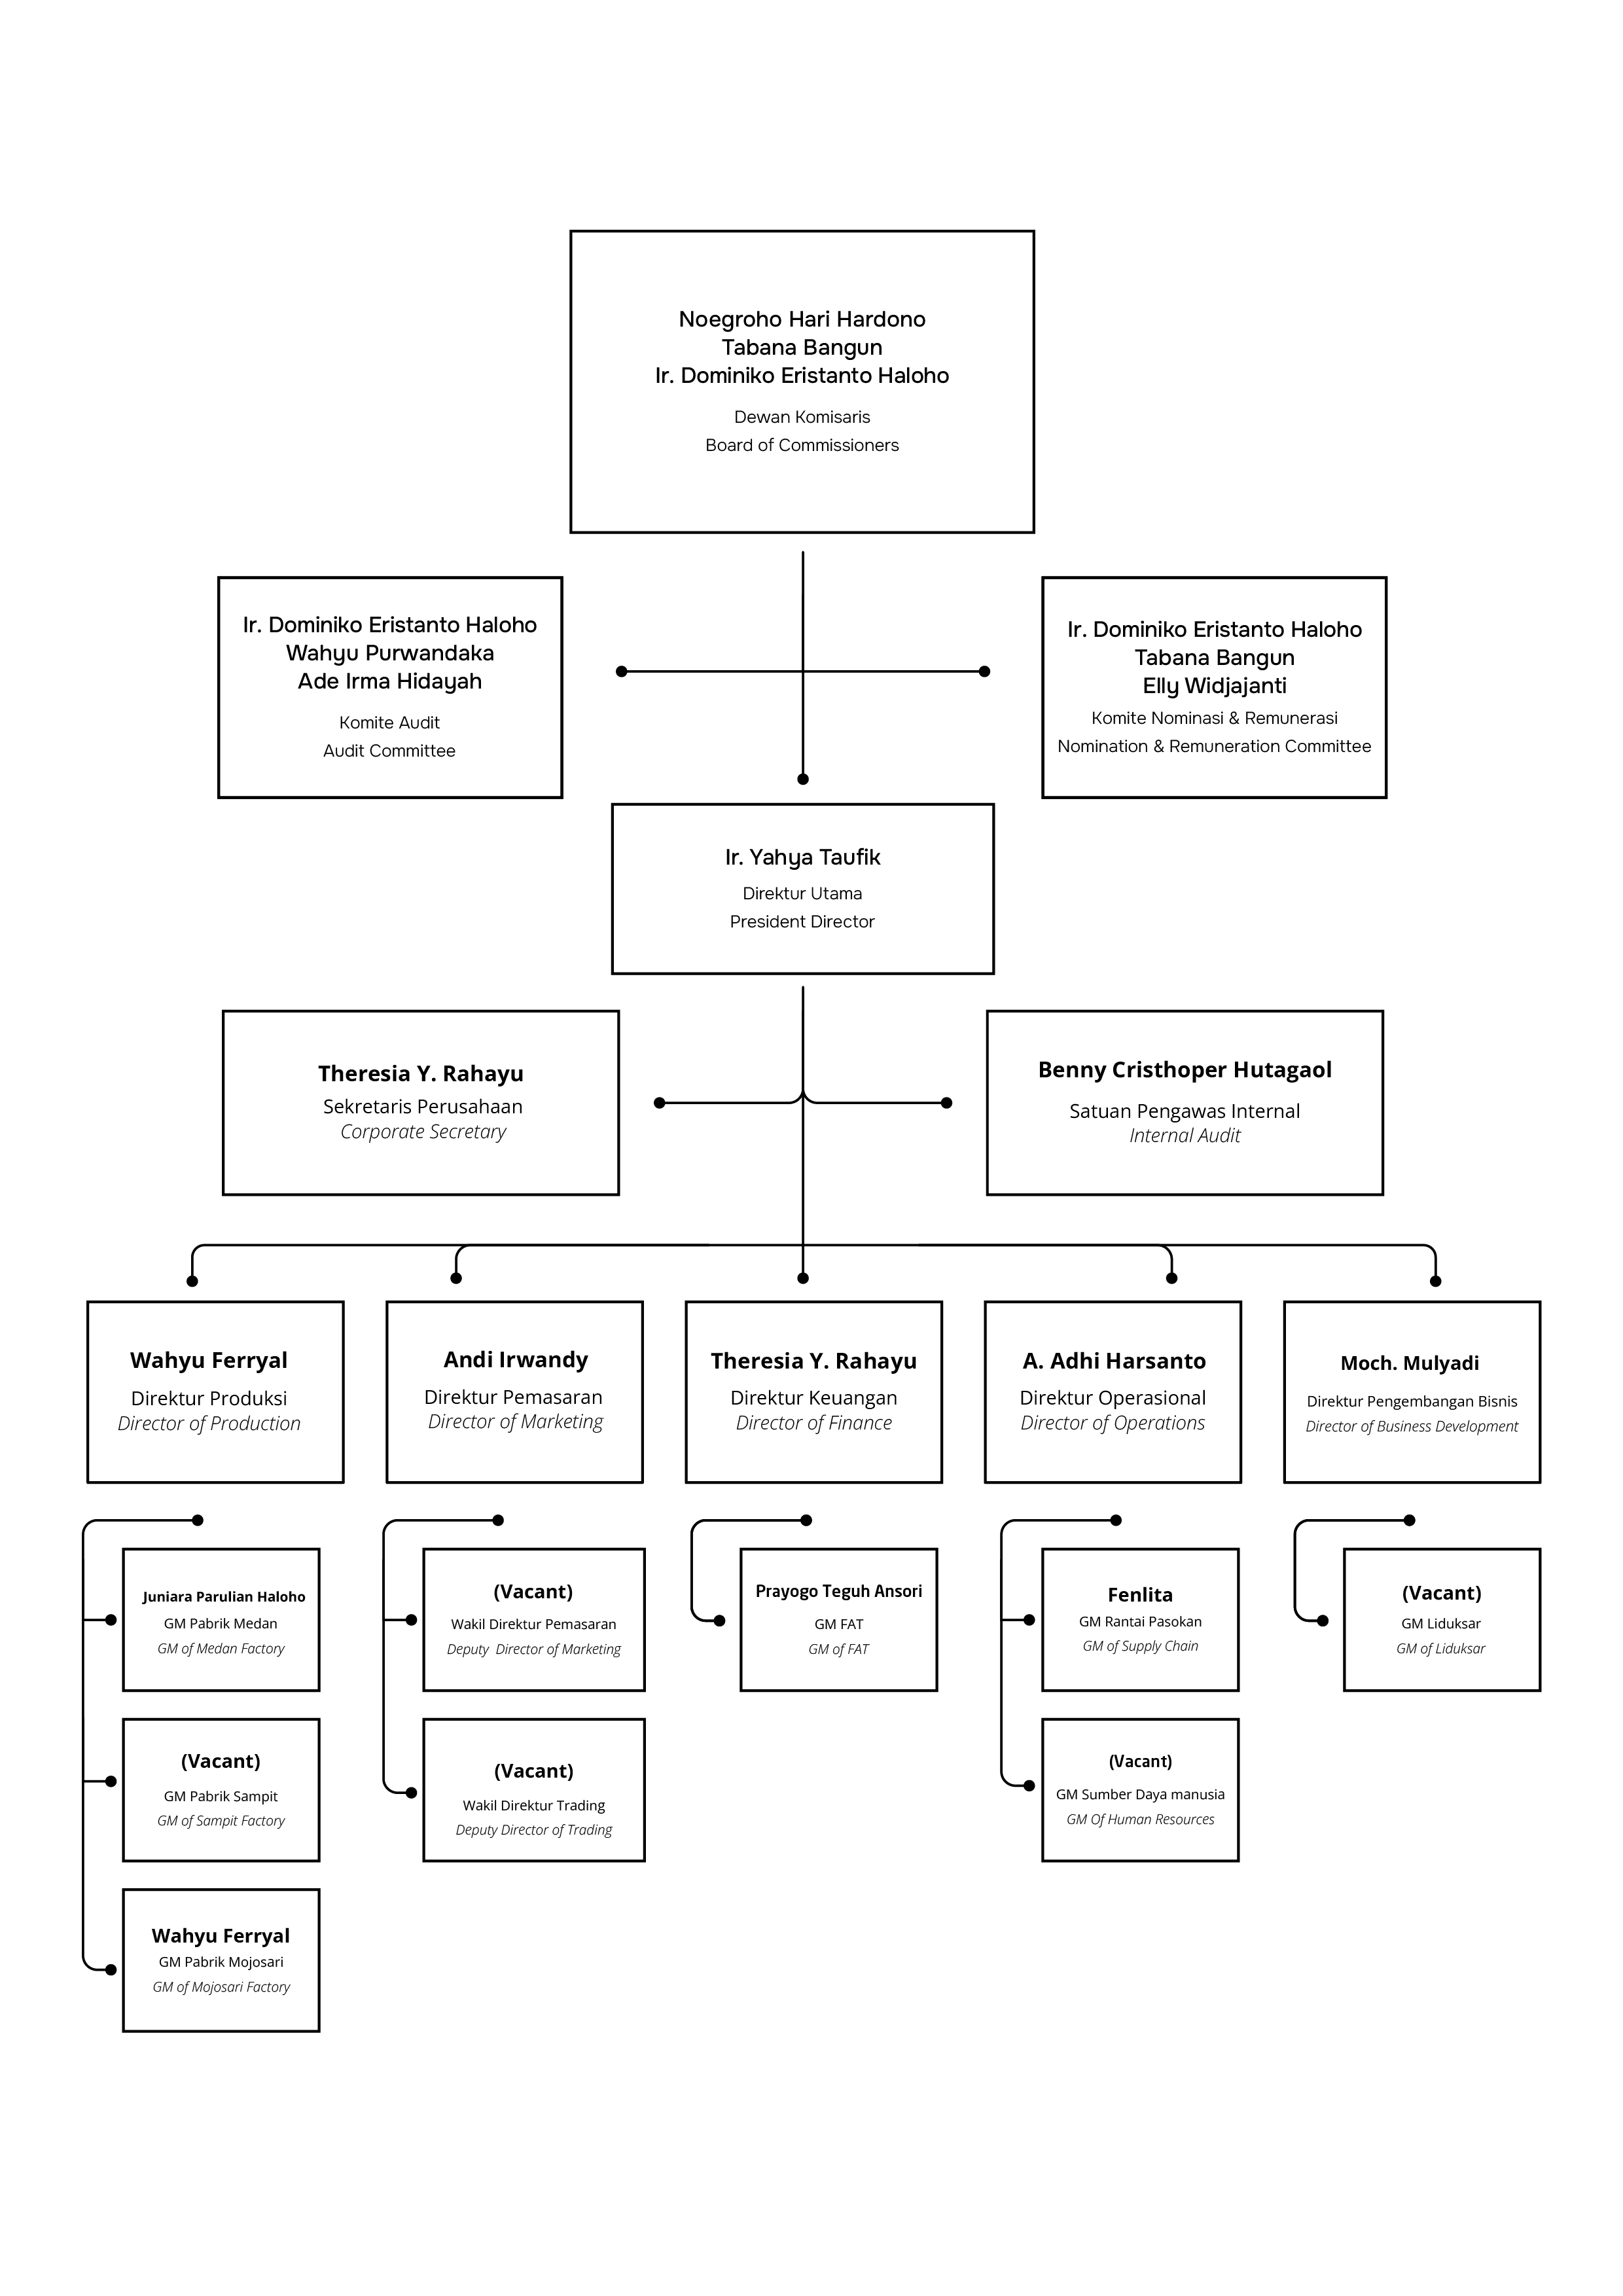 Noegroho Hari Hardono
Tabana Bangun
Ir. Dominiko Eristanto Haloho
Dewan Komisaris
Board of Commissioners
Ir. Dominiko Eristanto Haloho
Wahyu Purwandaka
Ade Irma Hidayah
Komite Audit
Audit Committee
Ir. Dominiko Eristanto Haloho
Tabana Bangun
Elly Widjajanti
Komite Nominasi & Remunerasi
Nomination & Remuneration Committee
Ir. Yahya Taufik
Direktur Utama
President Director
Theresia Y. Rahayu
Sekretaris Perusahaan
Corporate Secretary
Benny Cristhoper Hutagaol
Satuan Pengawas Internal
Internal Audit
Wahyu Ferryal
Direktur Produksi
Director of Production
Andi Irwandy
Direktur Pemasaran
Director of Marketing
Theresia Y. Rahayu
Direktur Keuangan
Director of Finance
A. Adhi Harsanto
Direktur Operasional
Director of Operations
Moch. Mulyadi
Direktur Pengembangan Bisnis
Director of Business Development
Juniara Parulian Haloho
GM Pabrik Medan
GM of Medan Factory
(Vacant)
Wakil Direktur Pemasaran
Deputy  Director of Marketing
Prayogo Teguh Ansori
GM FAT
GM of FAT
Fenlita
GM Rantai Pasokan
GM of Supply Chain
(Vacant)
GM Liduksar
GM of Liduksar
(Vacant)
GM Pabrik Sampit
GM of Sampit Factory
(Vacant)
Wakil Direktur Trading
Deputy Director of Trading
(Vacant)
GM Sumber Daya manusia
GM Of Human Resources
Wahyu Ferryal
GM Pabrik Mojosari
GM of Mojosari Factory